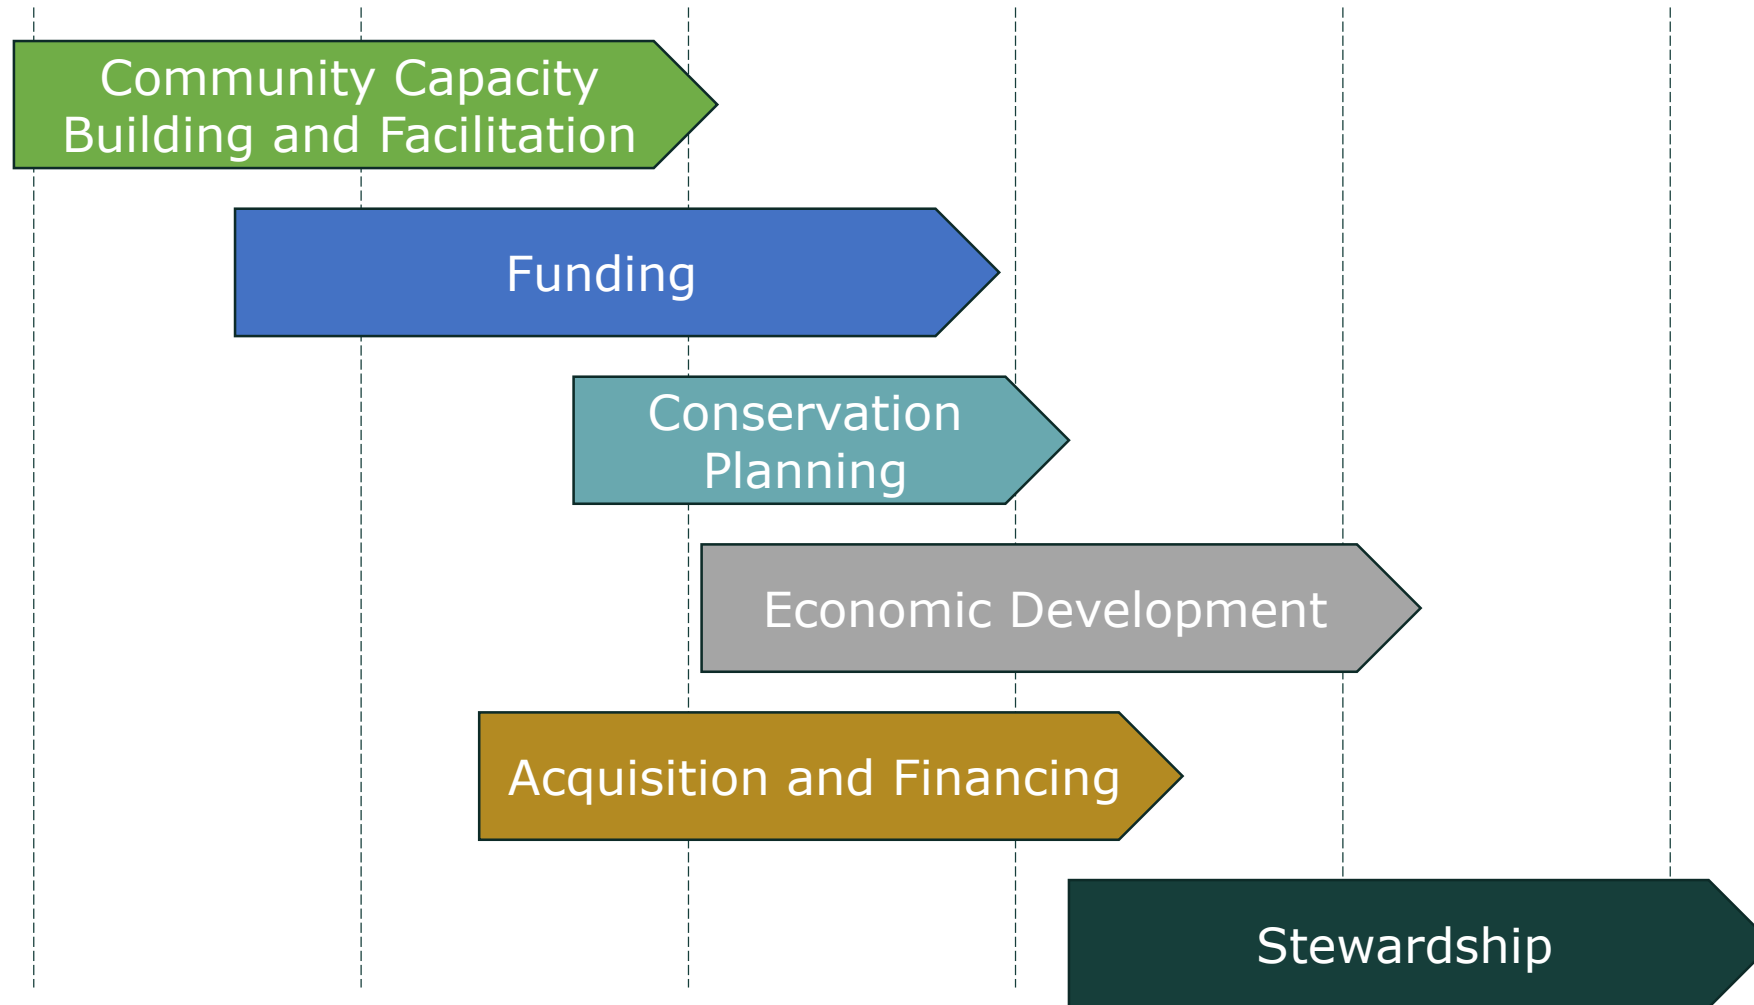 Community Capacity
Building and Facilitation
Funding
Conservation
Planning
Economic Development
Acquisition and Financing
Stewardship